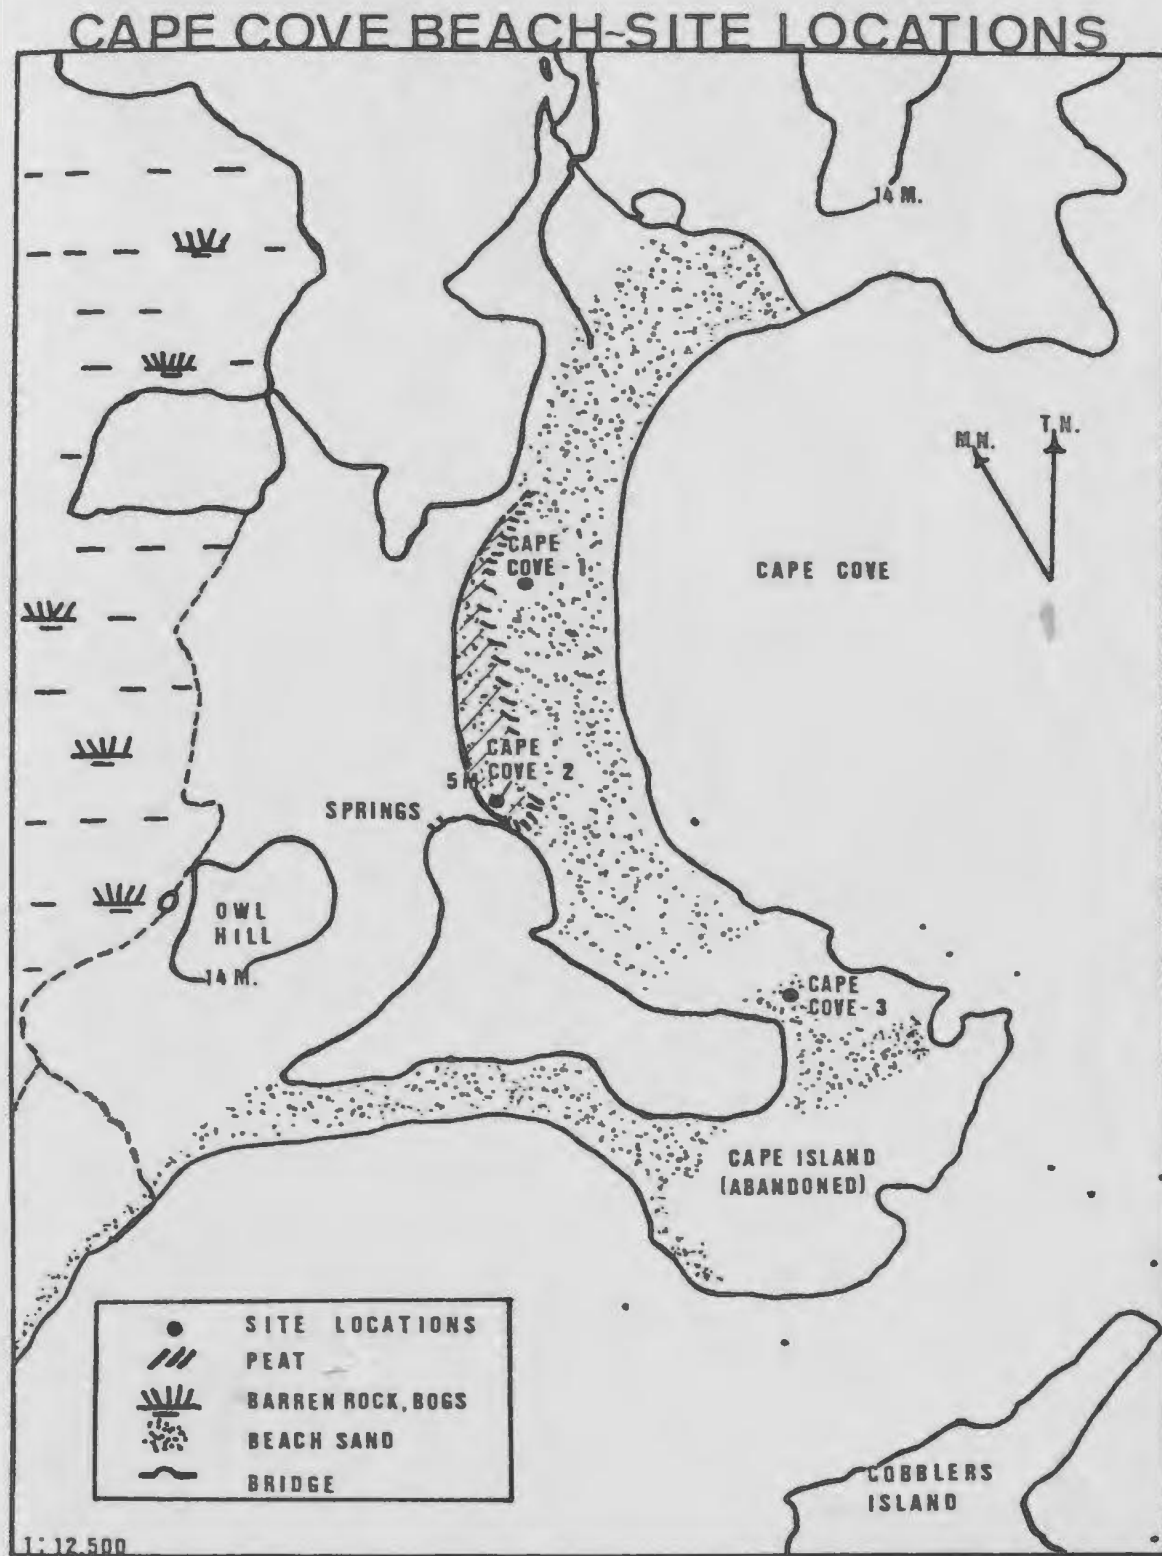 CAPE COVE BEACH~SITE LOCATIONS
14 M.
M.N.
T.N.
CAPE
COVE-1
CAPE COVE
CAPE
COVE-2
5 M
SPRINGS
OWL
HILL
14 M.
CAPE
COVE-3
CAPE ISLAND
(ABANDONED)
SITE LOCATIONS
PEAT
BARREN ROCK, BOGS
BEACH SAND
BRIDGE
COBBLERS
ISLAND
1:12,500